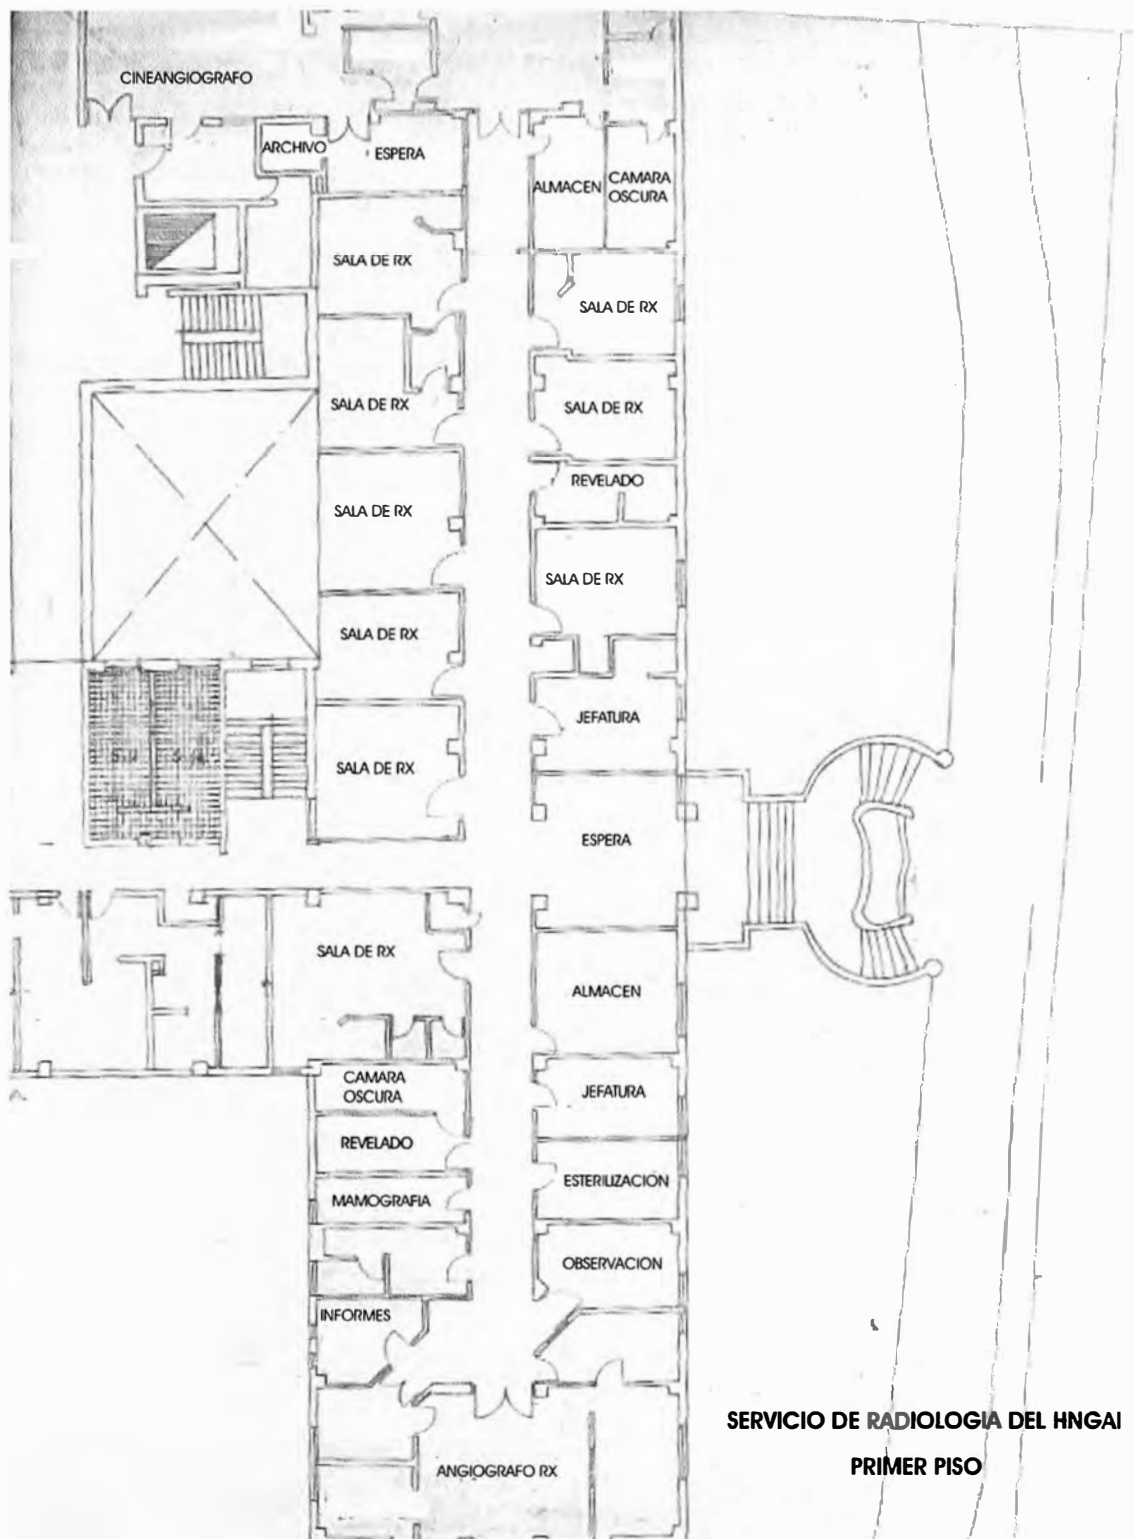 CINEANGIOGRAFO
ARCHIVO
ESPERA
ALMACEN
CAMARA
OSCURA
SALA DE RX
SALA DE RX
SALA DE RX
SALA DE RX
REVELADO
SALA DE RX
SALA DE RX
SALA DE RX
JEFATURA
SALA DE RX
ESPERA
SALA DE RX
ALMACEN
CAMARA
OSCURA
JEFATURA
REVELADO
ESTERILIZACIÓN
MAMOGRAFIA
OBSERVACION
INFORMES
ANGIOGRAFO RX
SERVICIO DE RADIOLOGIA DEL HNGAI
PRIMER PISO